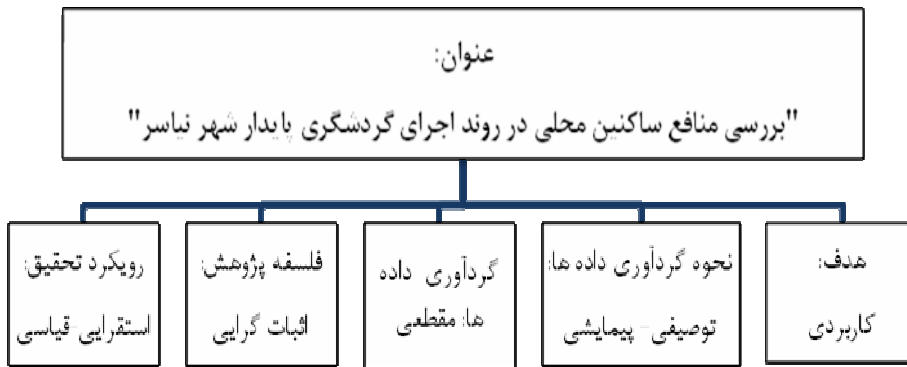 عنوان:
"بررسی منافع ساکنین محلی در روند اجرای گردشگری پایدار شهر نیاسر"
هدف:
کاربردی
نحوه گردآوری داده ها:
توصیفی- پیمایشی
گردآوری داده
ها: مقطعی
فلسفه پژوهش:
اثبات گرایی
رویکرد تحقیق:
استقرایی-قیاسی